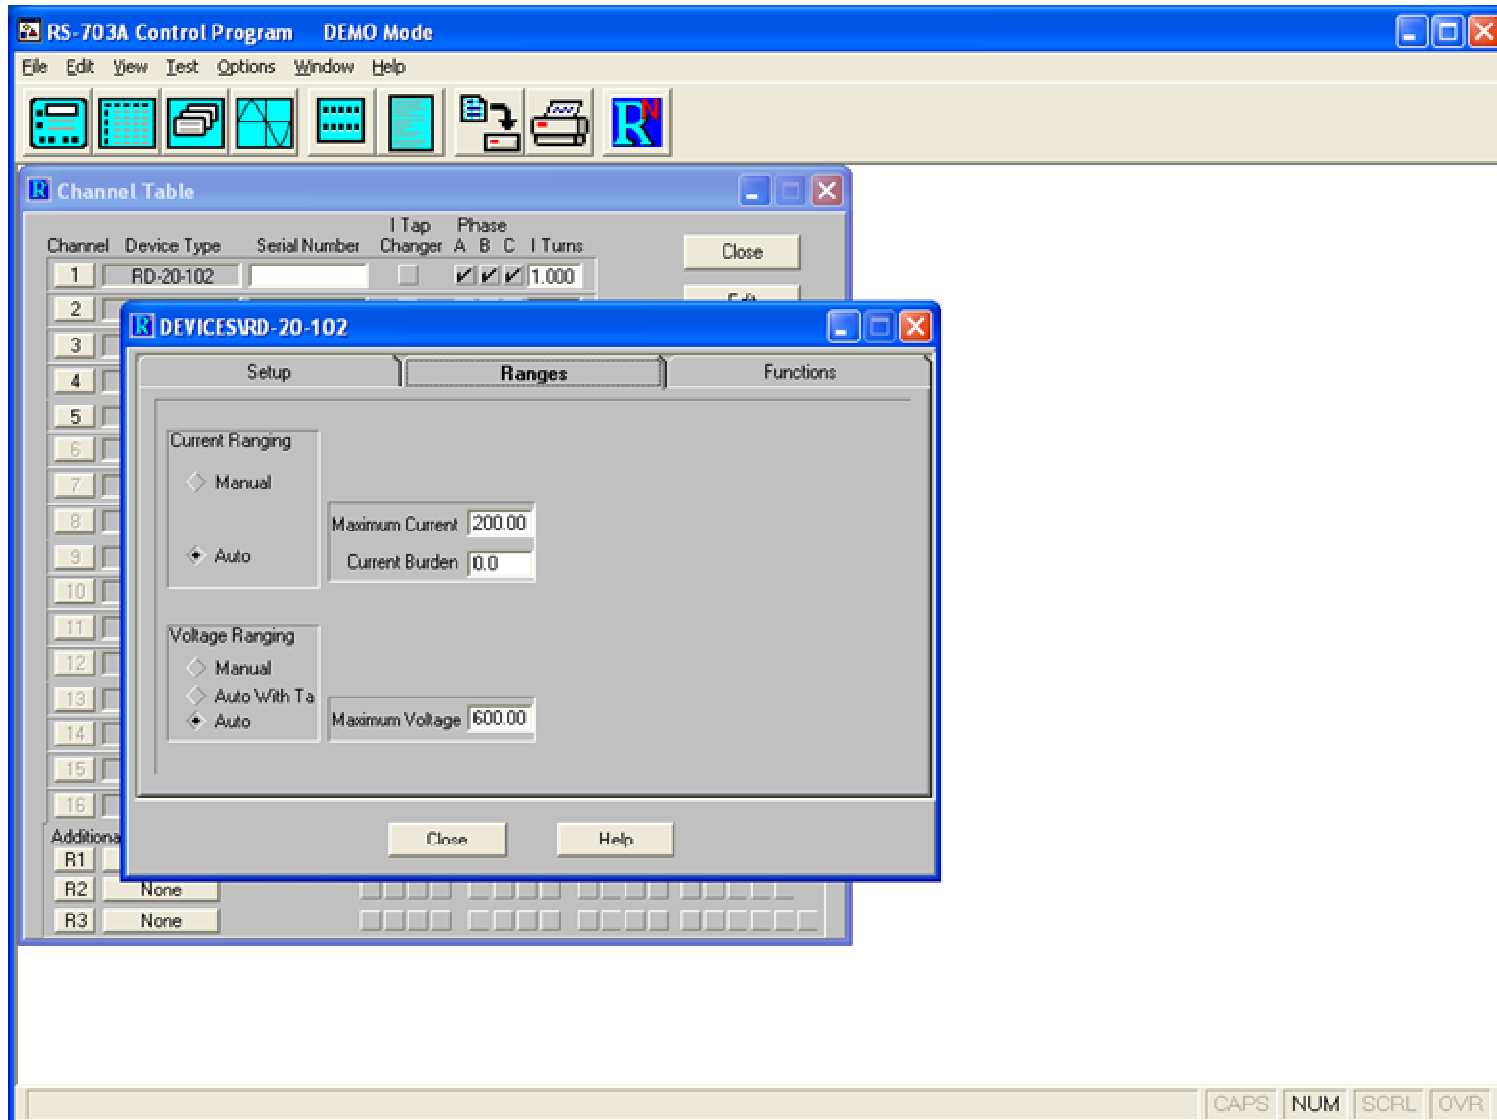 RS-703A Control Program DEMO Mode
File Edit View Test Options Window Help
Channel Table
I Tap Phase
Channel Device Type Serial Number Changer A B C I Turns
Close
1 RD-20-102 1.000
2
DEVICES\RD-20-102
3
Setup Ranges Functions
4
5
Current Ranging
6
Manual
7
8
Maximum Current 200.00
9
Auto
Current Burden 0.0
10
11
Voltage Ranging
12
Manual
13
Auto With Ta
Auto
Maximum Voltage 600.00
14
15
16
Additiona
Close Help
R1
R2 None
R3 None
CAPS NUM SCRL OVR